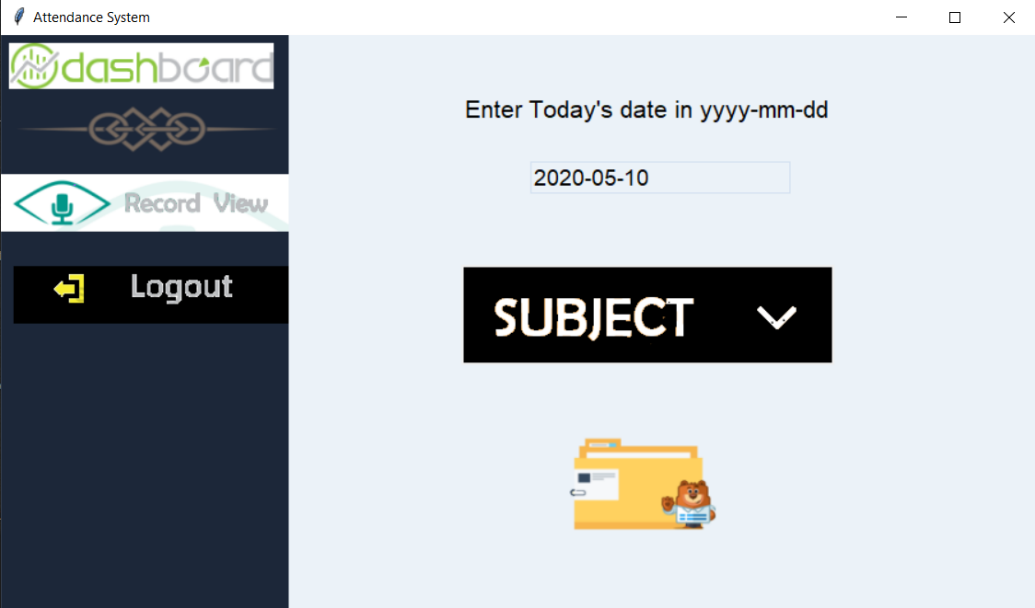 Attendance System
dashboard
Record View
Logout
Enter Today's date in yyyy-mm-dd
2020-05-10
SUBJECT